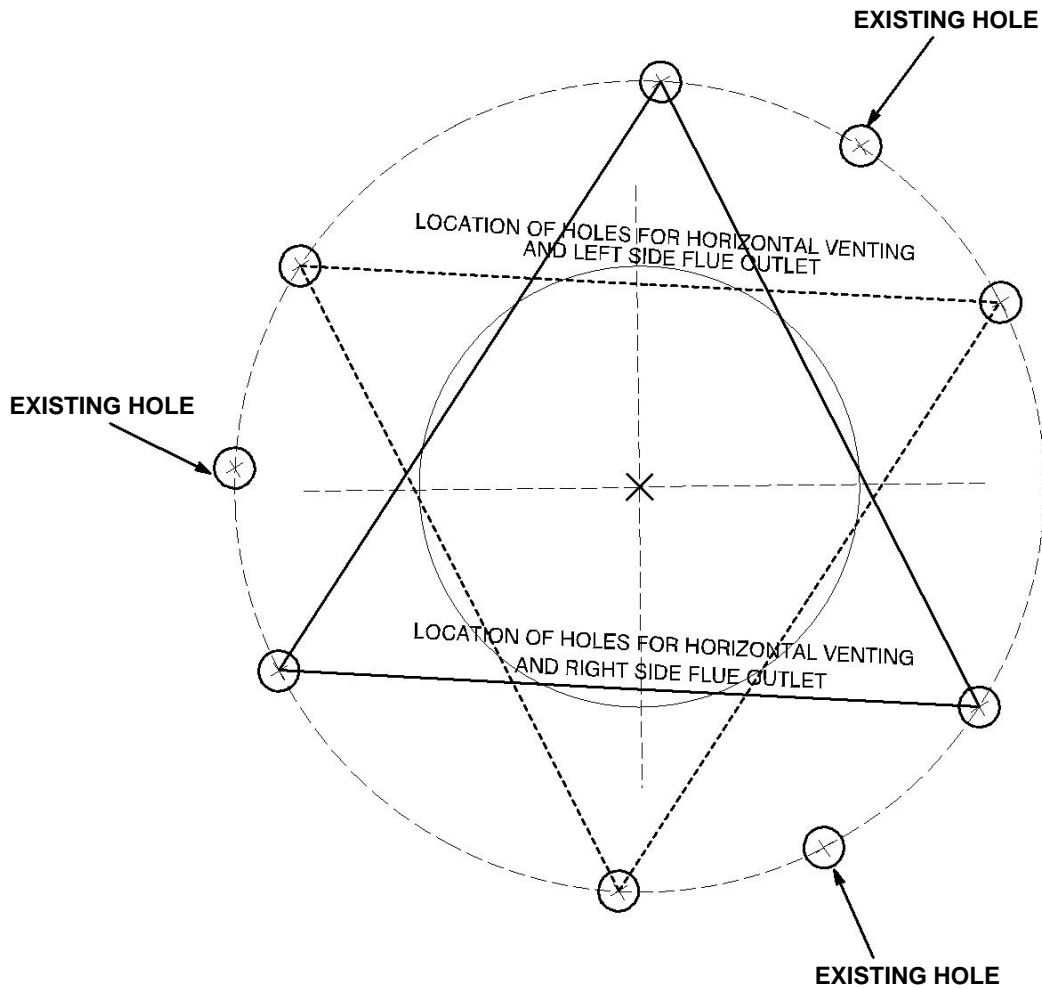 EXISTING HOLE
LOCATION OF HOLES FOR HORIZONTAL VENTING
AND LEFT SIDE FLUE OUTLET
EXISTING HOLE
LOCATION OF HOLES FOR HORIZONTAL VENTING
AND RIGHT SIDE FLUE OUTLET
EXISTING HOLE